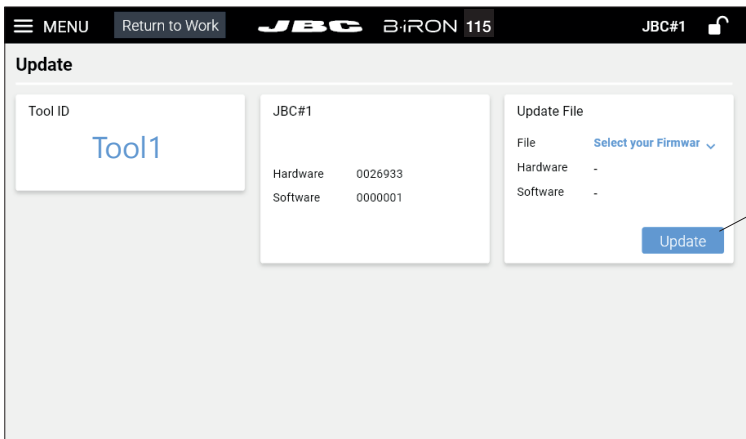 MENU Return to Work JBC B·iRON 115 JBC#1
Update
Tool ID
Tool1
JBC#1
Hardware 0026933
Software 0000001
Update File
File Select your Firmwar
Hardware -
Software -
Update